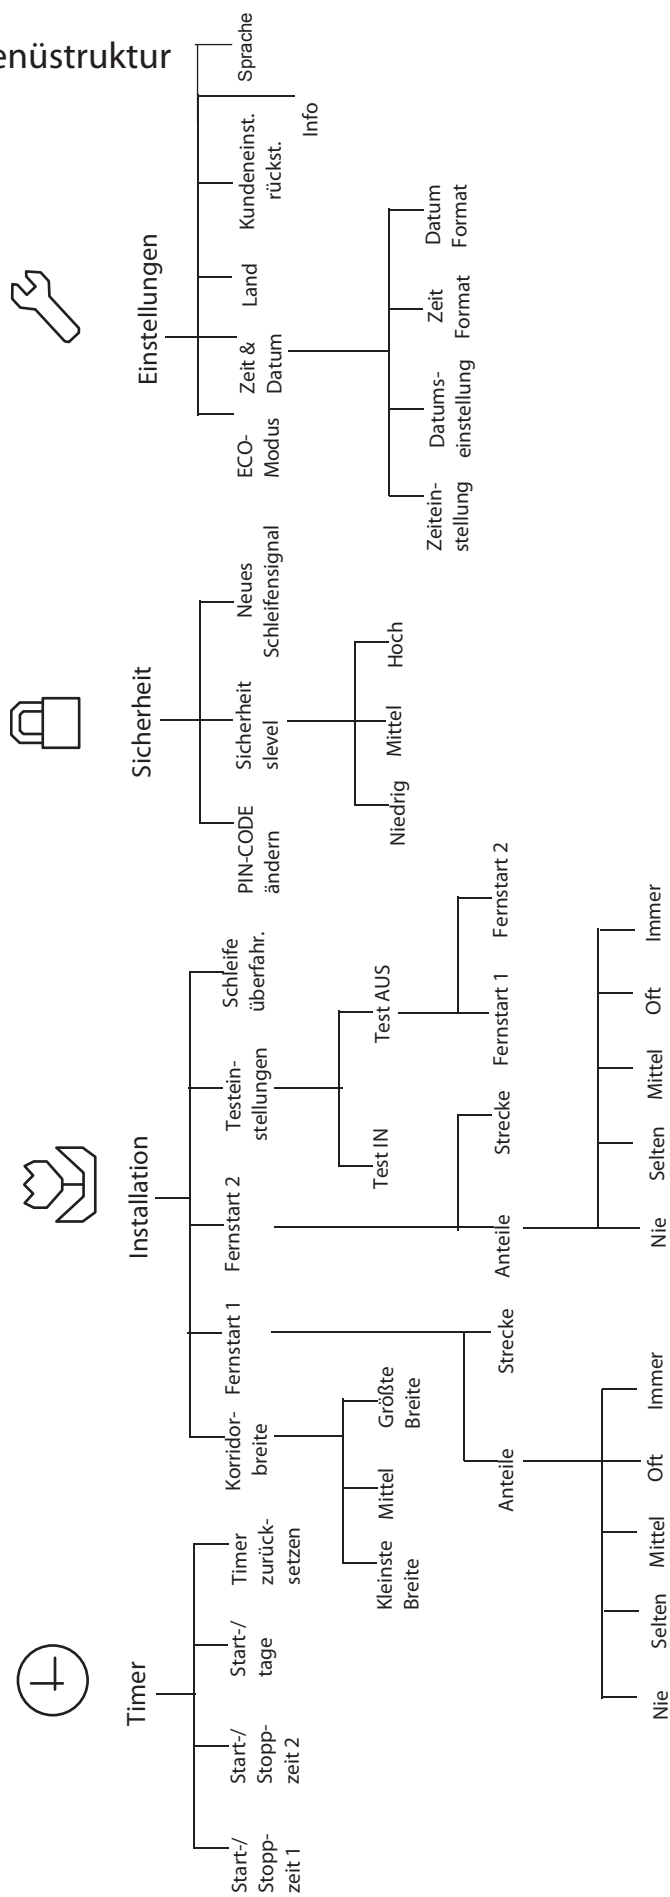 enüstruktur
Timer
Start-/
Stopp-
zeit 1
Start-/
Stopp-
zeit 2
Start-/
tage
Timer
zurück-
setzen
Installation
Korridor-
breite
Kleinste
Breite
Mittel
Größte
Breite
Fernstart 1
Anteile
Nie
Selten
Mittel
Oft
Immer
Strecke
Fernstart 2
Anteile
Nie
Selten
Mittel
Oft
Immer
Strecke
Testein-
stellungen
Test IN
Test AUS
Fernstart 1
Fernstart 2
Schleife
überfahr.
Sicherheit
PIN-CODE
ändern
Sicherheit
slevel
Niedrig
Mittel
Hoch
Neues
Schleifensignal
Einstellungen
ECO-
Modus
Zeit &
Datum
Zeitein-
stellung
Datums-
einstellung
Zeit
Format
Datum
Format
Land
Kundeneinst.
rückst.
Info
Sprache